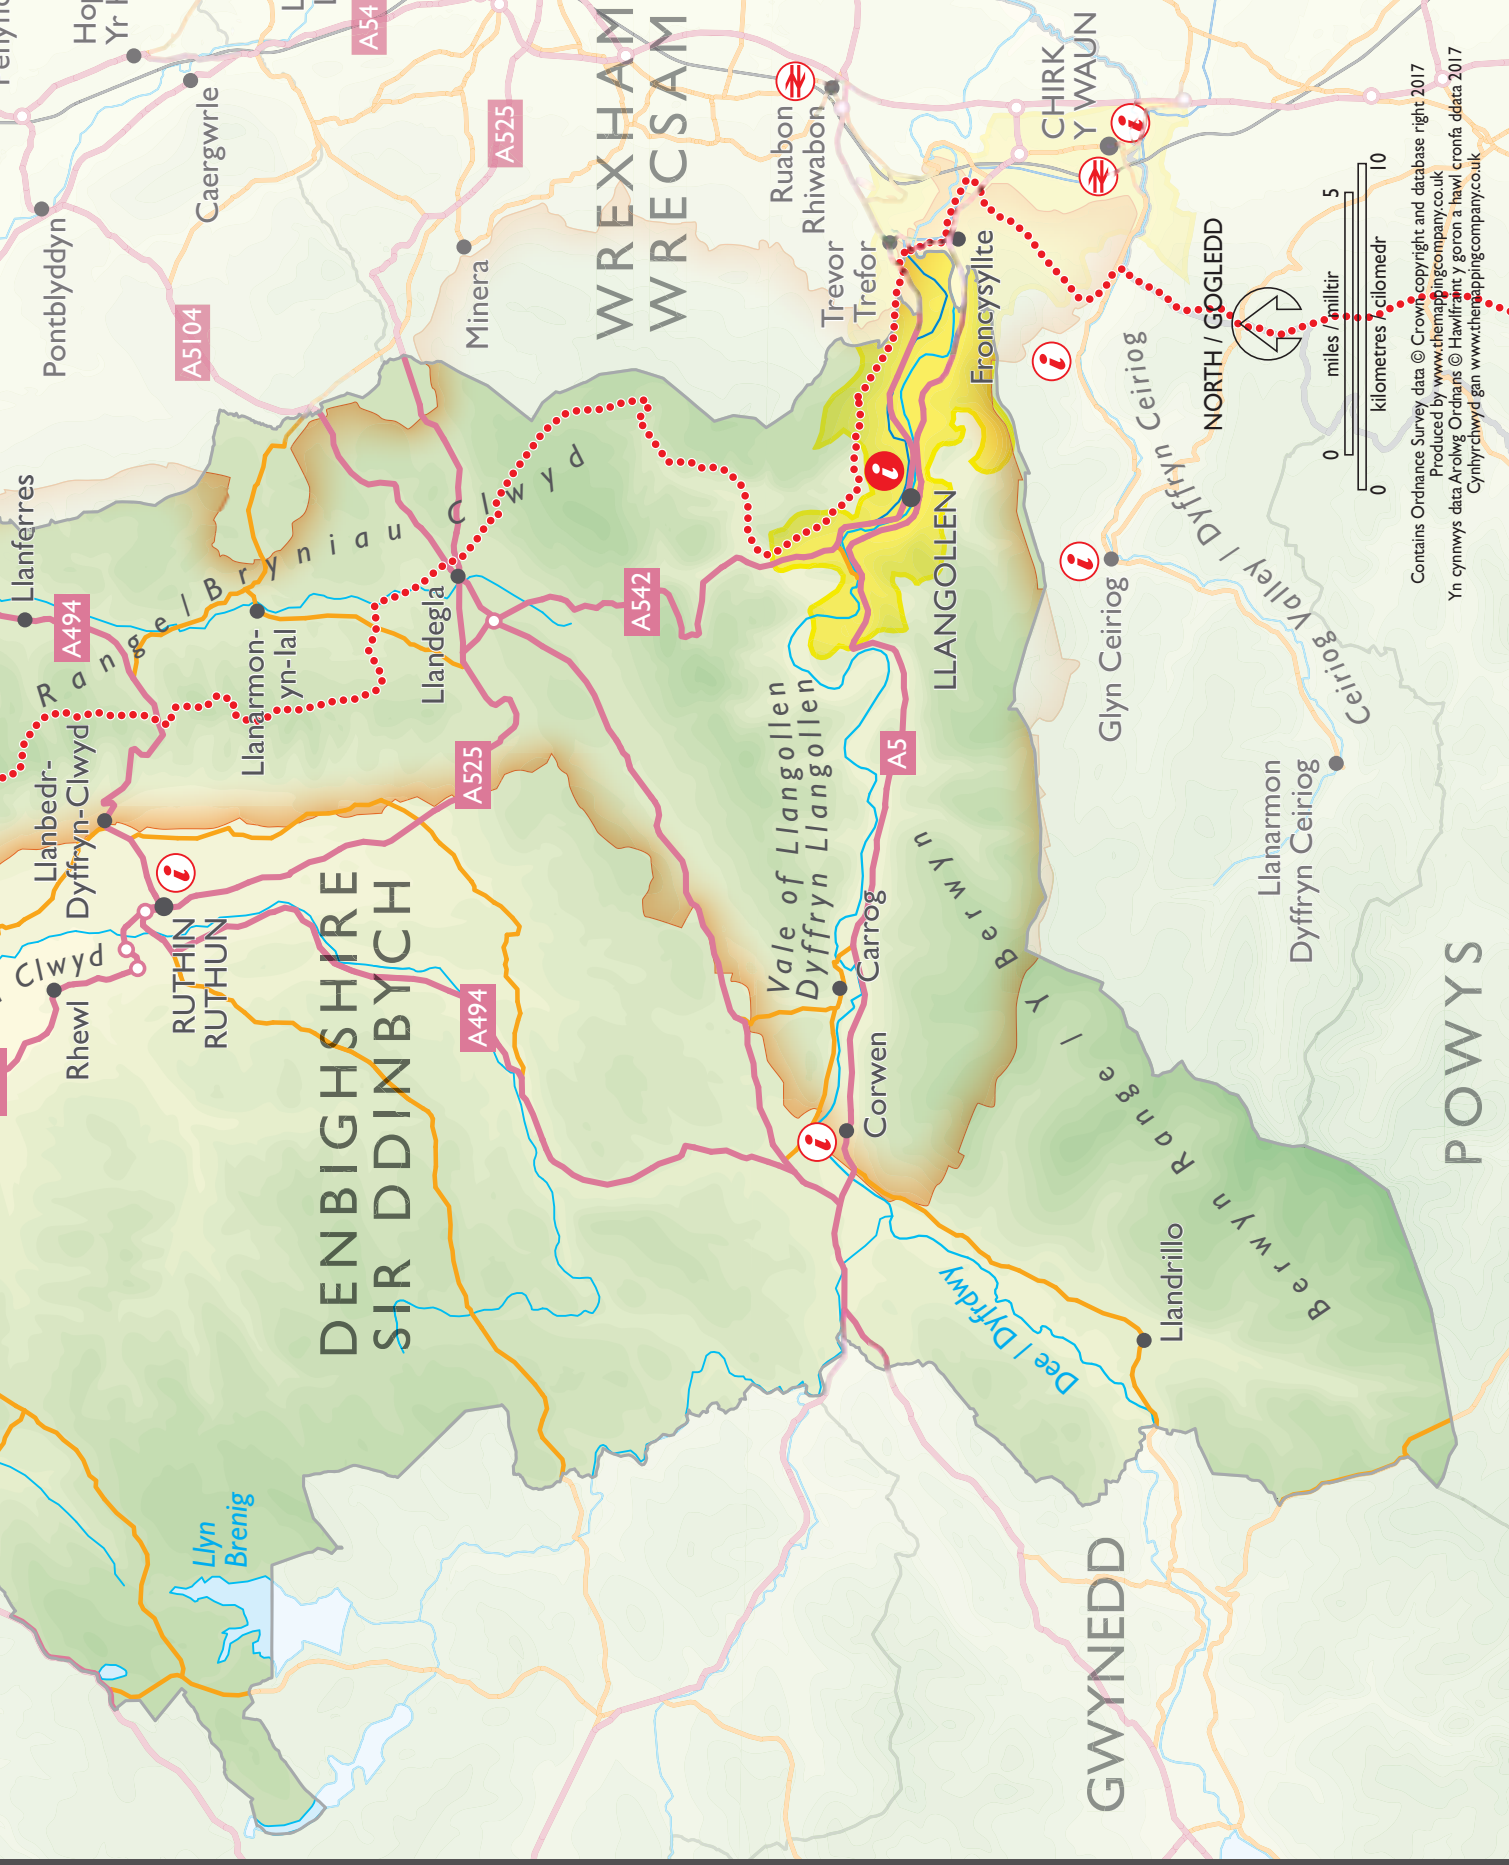 Hop
Yr H
A54
Caergwrle
Pontblyddyn
A5104
A525
Minera
WREXHAM
WRECSAM
Ruabon
Rhiwabon
CHIRK
Y WAUN
Trevor
Trefor
Froncysyllte
Llanferres
A494
Clwydian Range / Bryniau Clwyd
Llanarmon-
yn-Ial
Llandegla
A542
LLANGOLLEN
Glyn Ceiriog
Ceiriog Valley / Dyffryn Ceiriog
Llanarmon
Dyffryn Ceiriog
Llanbedr-
Dyffryn-Clwyd
A525
A5
Vale of Llangollen
Dyffryn Llangollen
Clwyd
Rhewl
RUTHIN
RUTHUN
DENBIGHSHIRE
SIR DDINBYCH
A494
Carrog
Corwen
Berwyn Range / Y Berwyn
Dee / Dyfrdwy
Llandrillo
POWYS
Llyn
Brenig
GWYNEDD
NORTH / GOGLEDD
0 5
miles / milltir
kilometres / cilomedr
0 10
Contains Ordnance Survey data © Crown copyright and database right 2017
Produced by www.themappingcompany.co.uk
Yn cynnwys data Arolwg Ordnans © Hawlfraint y goron a hawl cronfa ddata 2017
Cynhyrchwyd gan www.themappingcompany.co.uk